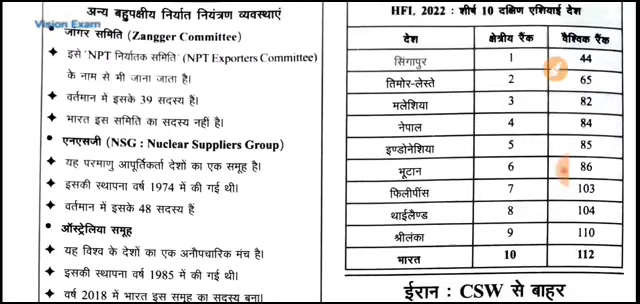 अन्य बहुपक्षीय निर्यात नियंत्रण व्यवस्थाएं
Vision Exam
जांगर समिति (Zangger Committee)
इसे 'NPT निर्यातक समिति' (NPT Exporters Committee)
के नाम से भी जाना जाता है।
वर्तमान में इसके 39 सदस्य है।
भारत इस समिति का सदस्य नहीं है।
एनएसजी (NSG : Nuclear Suppliers Group)
यह परमाणु आपूर्तिकर्ता देशों का एक समूह है।
इसकी स्थापना वर्ष 1974 में की गई थी।
वर्तमान में इसके 48 सदस्य हैं
ऑस्ट्रेलिया समूह
यह विश्व के देशों का एक अनौपचारिक मंच है।
इसकी स्थापना वर्ष 1985 में की गई थी।
वर्ष 2018 में भारत इस समूह का सदस्य बना।
HFI, 2022 : शीर्ष 10 दक्षिण एशियाई देश
देश क्षेत्रीय रैंक वैश्विक रैंक
सिंगापुर 1 44
तिमोर-लेस्ते 2 65
मलेशिया 3 82
नेपाल 4 84
इण्डोनेशिया 5 85
भूटान 6 86
फिलीपींस 7 103
थाईलैण्ड 8 104
श्रीलंका 9 110
भारत 10 112
ईरान : CSW से बाहर